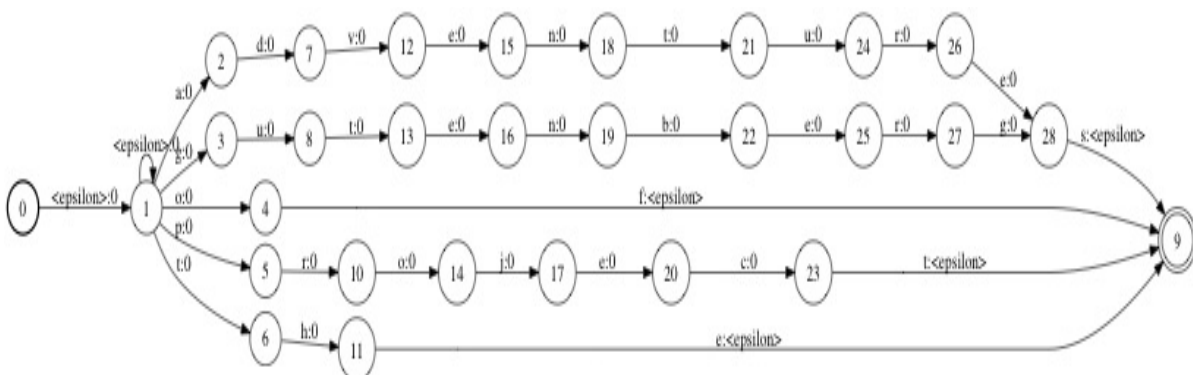 a:0 2 d:0 7 v:0 12 e:0 15 n:0 18 t:0 21 u:0 24 r:0 26 e:0
<epsilon>:0 g:0 3 u:0 8 t:0 13 e:0 16 n:0 19 b:0 22 e:0 25 r:0 27 g:0 28 s:<epsilon>
0 <epsilon>:0 1 o:0 4 f:<epsilon> 9
p:0 5 r:0 10 o:0 14 j:0 17 e:0 20 c:0 23 t:<epsilon>
t:0 6 h:0 11 e:<epsilon>